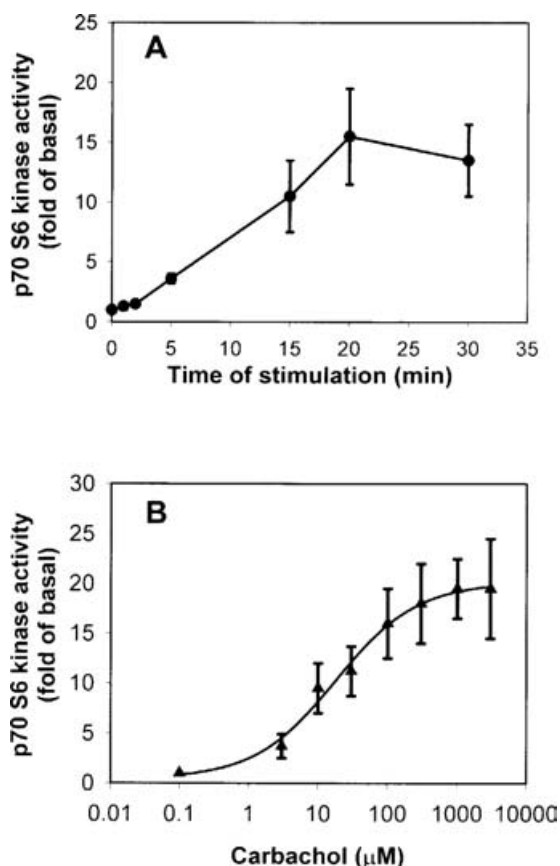 A
p70 S6 kinase activity
(fold of basal)
25
20
15
10
5
0
0 5 10 15 20 25 30 35
Time of stimulation (min)
B
p70 S6 kinase activity
(fold of basal)
30
25
20
15
10
5
0
0.01 0.1 1 10 100 1000 10000
Carbachol (μM)